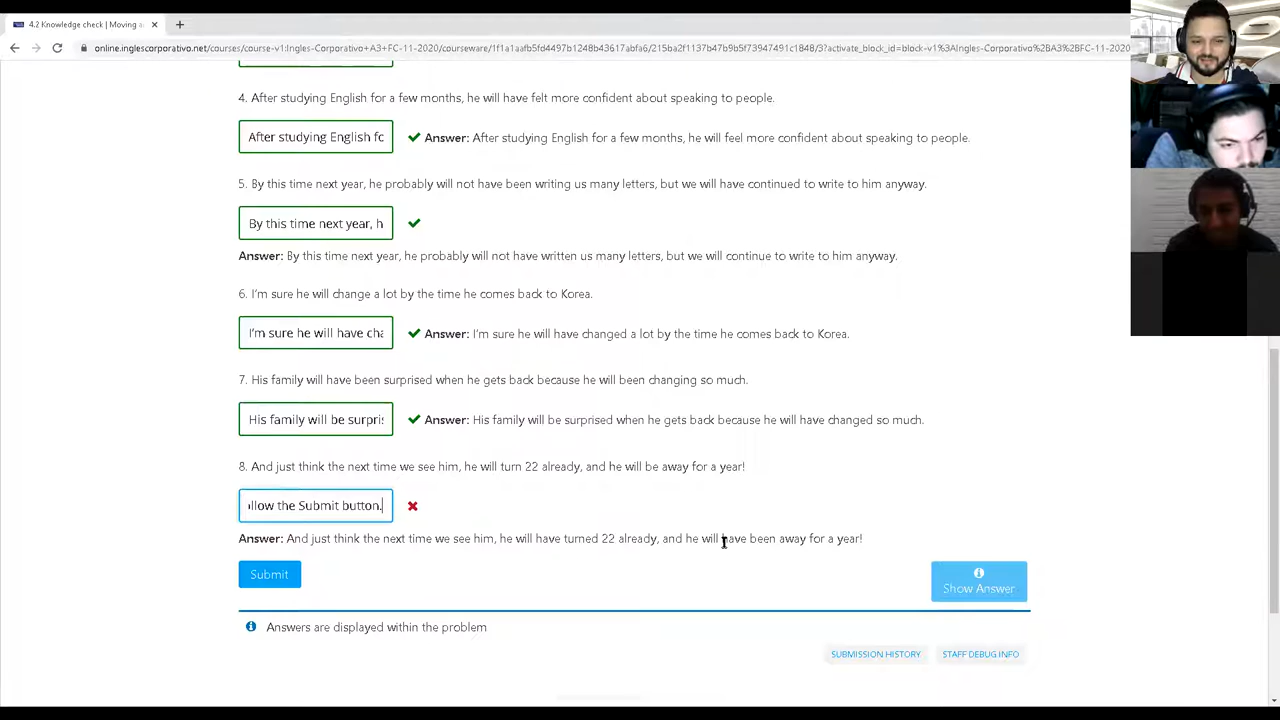 4.2 Knowledge check | Moving a
online.inglescorporativo.net/courses/course-v1:Ingles-Corporativo+A3+FC-11-2020/courseware/
4. After studying English for a few months, he will have felt more confident about speaking to people.
After studying English fo
Answer: After studying English for a few months, he will feel more confident about speaking to people.
5. By this time next year, he probably will not have been writing us many letters, but we will have continued to write to him anyway.
By this time next year, h
Answer: By this time next year, he probably will not have written us many letters, but we will continue to write to him anyway.
6. I'm sure he will change a lot by the time he comes back to Korea.
I'm sure he will have cha
Answer: I'm sure he will have changed a lot by the time he comes back to Korea.
7. His family will have been surprised when he gets back because he will been changing so much.
His family will be surpris
Answer: His family will be surprised when he gets back because he will have changed so much.
8. And just think the next time we see him, he will turn 22 already, and he will be away for a year!
llow the Submit button.
Answer: And just think the next time we see him, he will have turned 22 already, and he will have been away for a year!
Submit
Show Answer
Answers are displayed within the problem
SUBMISSION HISTORY
STAFF DEBUG INFO